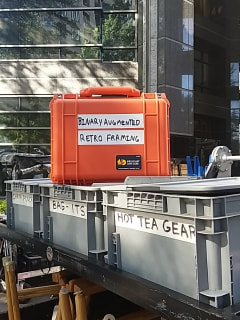 BINARY AUGMENTED
RETRO FRAMING
BAG-ITS
HOT TEA GEAR